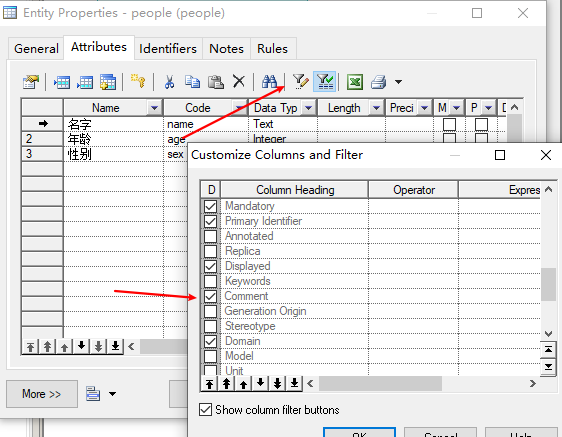 Entity Properties - people (people)
General Attributes Identifiers Notes Rules
Name Code Data Typ Length Preci M P D
名字 name Text
2 年龄 age Integer
3 性别 sex
Customize Columns and Filter
D Column Heading Operator Expres
Mandatory
Primary Identifier
Annotated
Replica
Displayed
Keywords
Comment
Generation Origin
Stereotype
Domain
Model
Unit
More >>
Show column filter buttons
OK Cancel Help